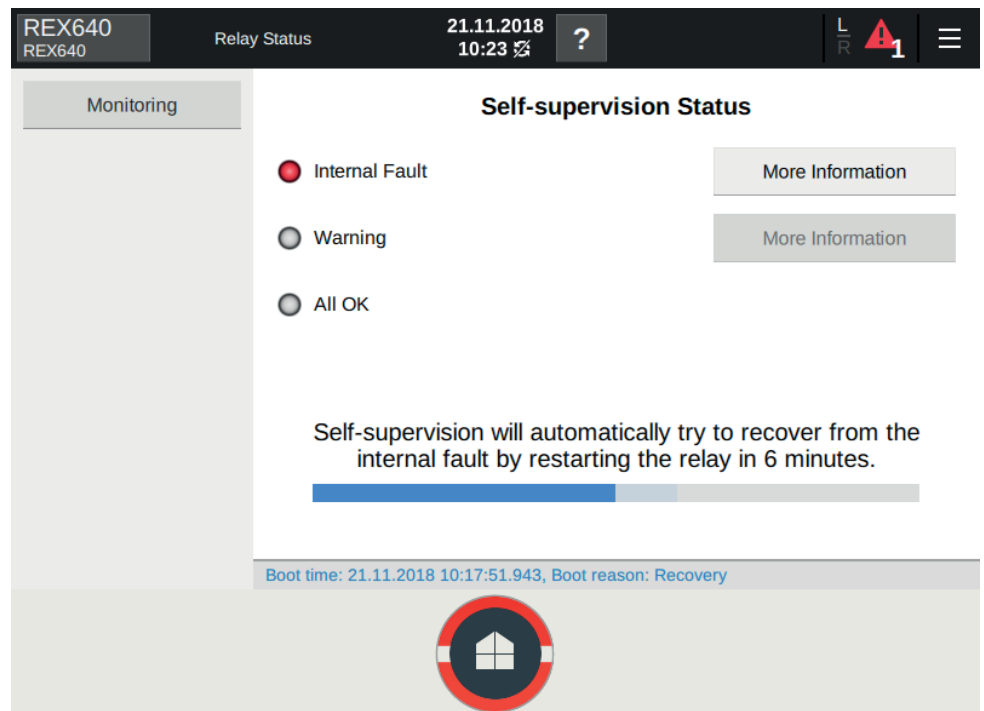 REX640
REX640
Relay Status
21.11.2018
10:23
?
L
R
1
Monitoring
Self-supervision Status
Internal Fault
More Information
Warning
More Information
All OK
Self-supervision will automatically try to recover from the
internal fault by restarting the relay in 6 minutes.
Boot time: 21.11.2018 10:17:51.943, Boot reason: Recovery